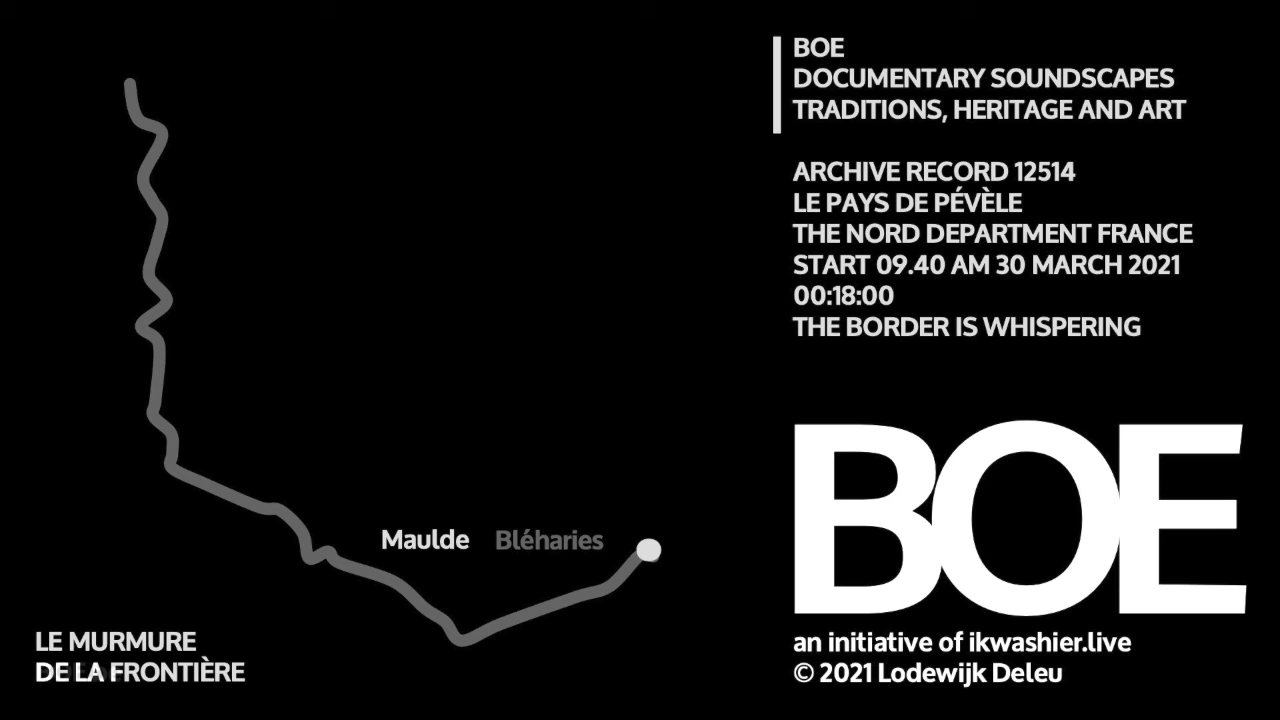 BOE
DOCUMENTARY SOUNDSCAPES
TRADITIONS, HERITAGE AND ART
ARCHIVE RECORD 12514
LE PAYS DE PÉVÈLE
THE NORD DEPARTMENT FRANCE
START 09.40 AM 30 MARCH 2021
00:18:00
THE BORDER IS WHISPERING
Maulde Bléharies
LE MURMURE
DE LA FRONTIÈRE
BOE
an initiative of ikwashier.live
© 2021 Lodewijk Deleu